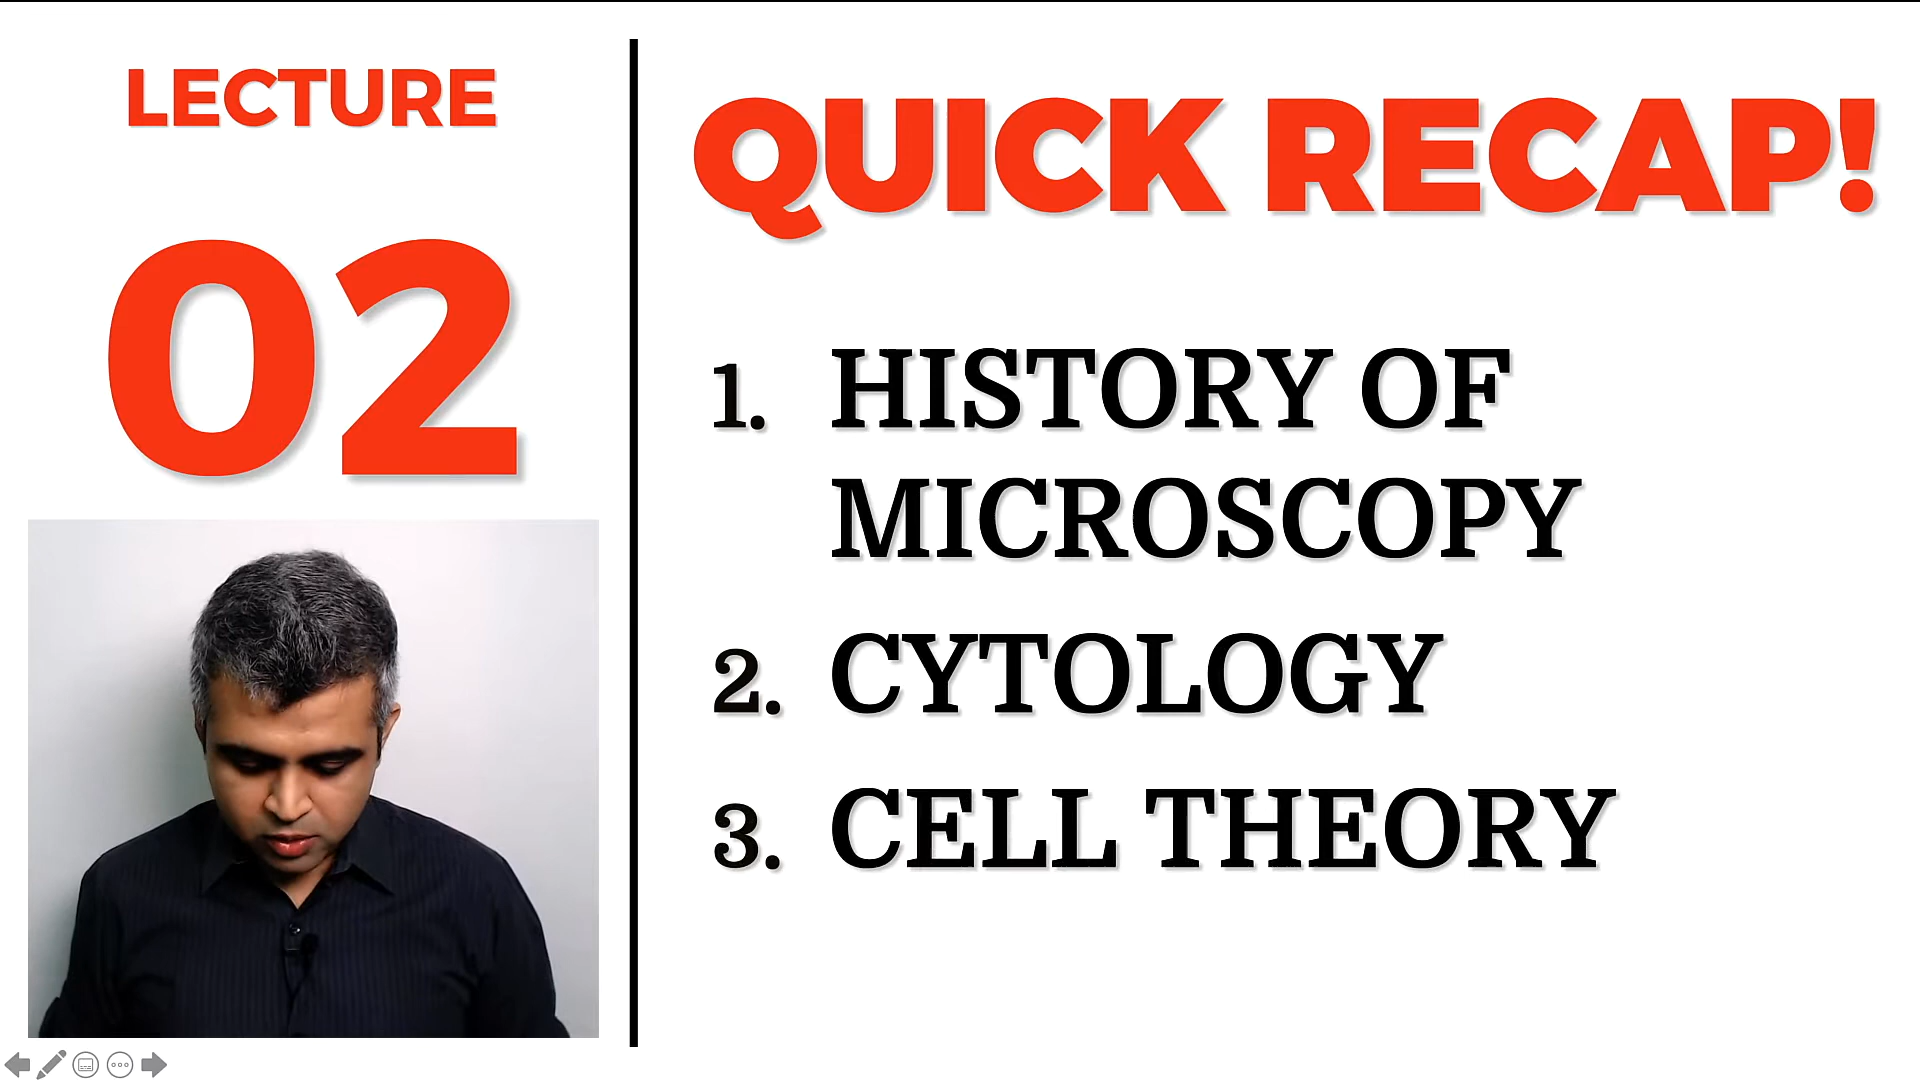 LECTURE
02
QUICK RECAP!
1. HISTORY OF
MICROSCOPY
2. CYTOLOGY
3. CELL THEORY